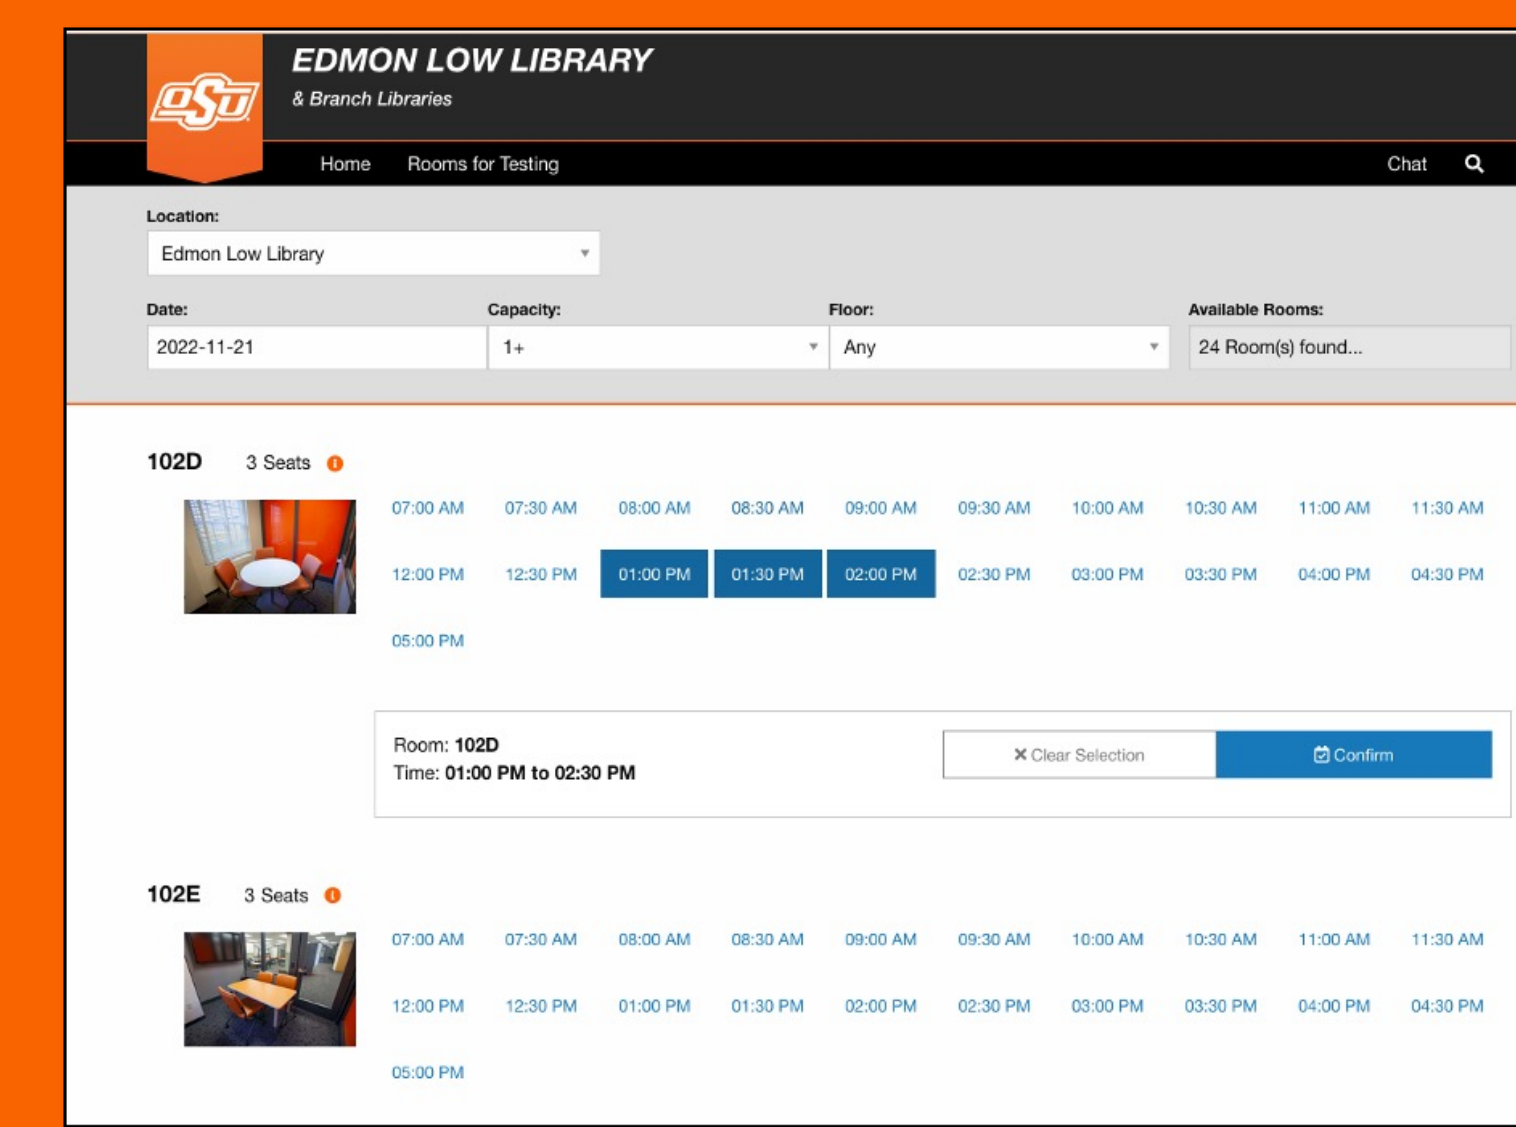 EDMON LOW LIBRARY
OSU
& Branch Libraries
Home Rooms for Testing Chat
Location:
Edmon Low Library
Date: Capacity: Floor: Available Rooms:
2022-11-21 1+ Any 24 Room(s) found...
102D 3 Seats
07:00 AM 07:30 AM 08:00 AM 08:30 AM 09:00 AM 09:30 AM 10:00 AM 10:30 AM 11:00 AM 11:30 AM
12:00 PM 12:30 PM 01:00 PM 01:30 PM 02:00 PM 02:30 PM 03:00 PM 03:30 PM 04:00 PM 04:30 PM
05:00 PM
Room: 102D
Time: 01:00 PM to 02:30 PM
Clear Selection Confirm
102E 3 Seats
07:00 AM 07:30 AM 08:00 AM 08:30 AM 09:00 AM 09:30 AM 10:00 AM 10:30 AM 11:00 AM 11:30 AM
12:00 PM 12:30 PM 01:00 PM 01:30 PM 02:00 PM 02:30 PM 03:00 PM 03:30 PM 04:00 PM 04:30 PM
05:00 PM